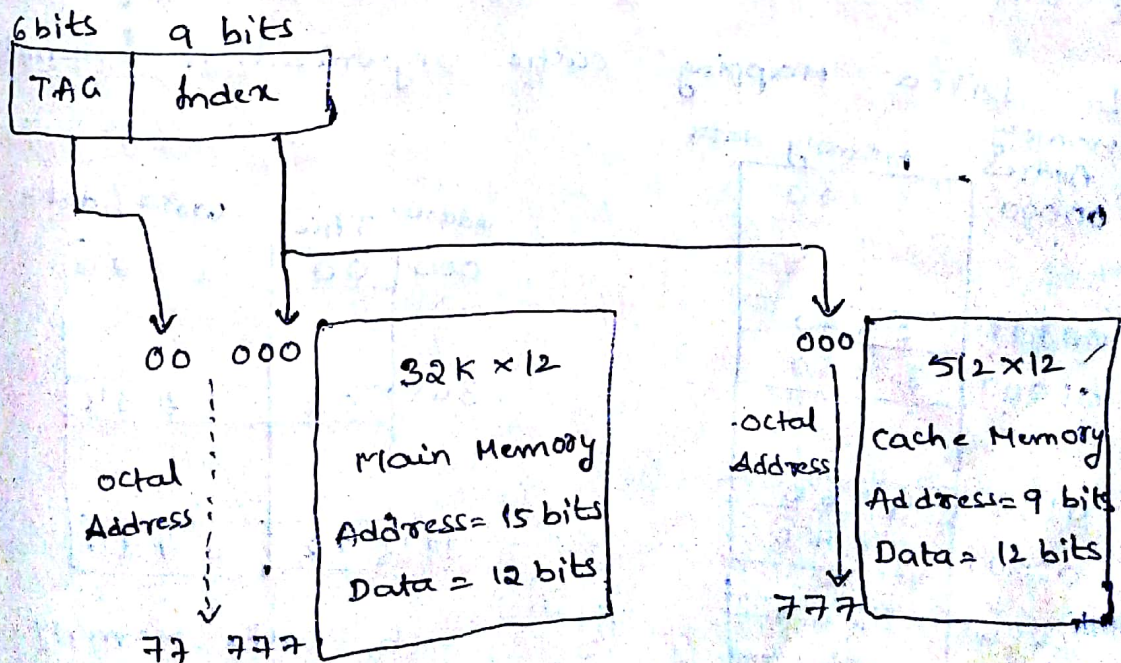 6 bits 9 bits
TAG Index
00 000
32K × 12
Main Memory
Address = 15 bits
Data = 12 bits
octal
Address
77 777
000
512×12
Cache Memory
Address = 9 bits
Data = 12 bits
octal
Address
777